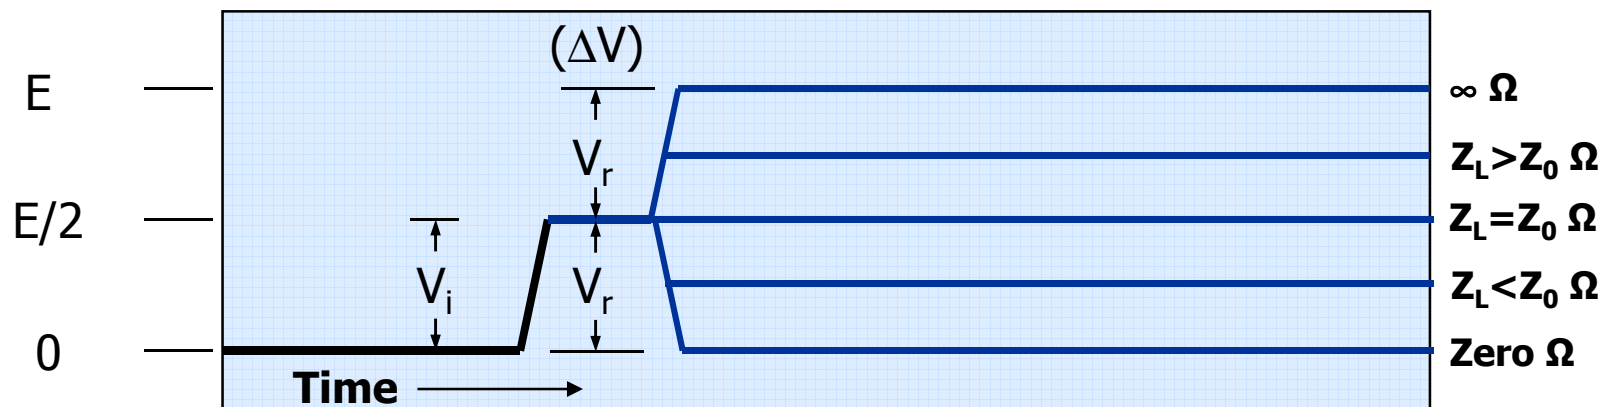 (ΔV)
E
∞ Ω
Vr
ZL>Z0 Ω
E/2
ZL=Z0 Ω
Vi
Vr
ZL<Z0 Ω
0
Zero Ω
Time